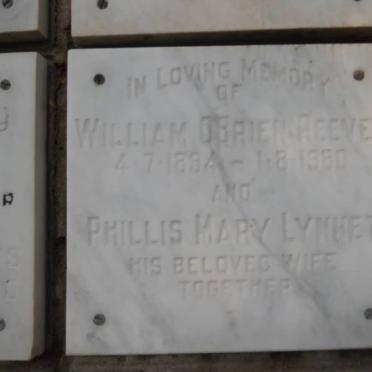 IN LOVING MEMORY
OF
WILLIAM O'BRIEN REEVE
4·7·1894 - 1·8·1980
AND
PHILLIS MARY LYNNET
HIS BELOVED WIFE
TOGETHER